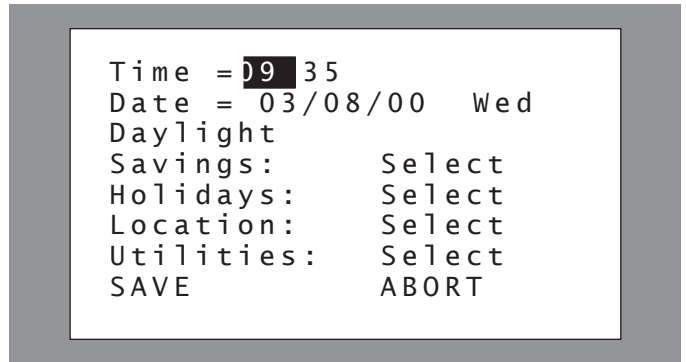 Time =09 35
Date = 03/08/00 Wed
Daylight
Savings: Select
Holidays: Select
Location: Select
Utilities: Select
SAVE ABORT